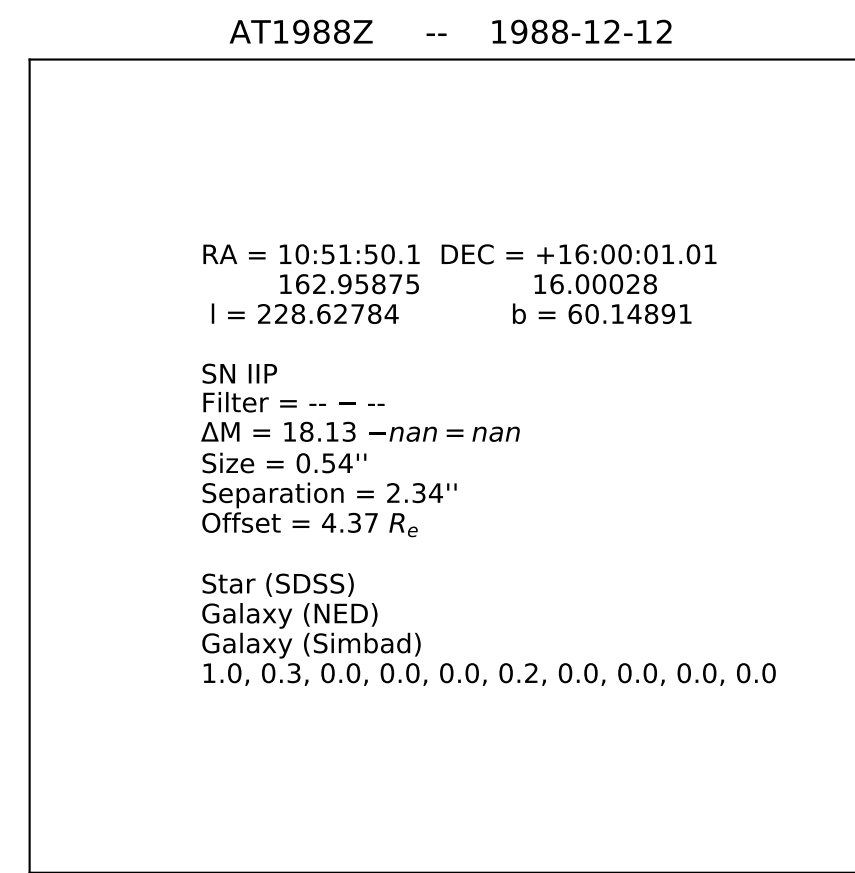 AT1988Z -- 1988-12-12
RA = 10:51:50.1 DEC = +16:00:01.01
162.95875 16.00028
l = 228.62784 b = 60.14891
SN IIP
Filter = -- − --
ΔM = 18.13 −nan = nan
Size = 0.54''
Separation = 2.34''
Offset = 4.37 Re
Star (SDSS)
Galaxy (NED)
Galaxy (Simbad)
1.0, 0.3, 0.0, 0.0, 0.0, 0.2, 0.0, 0.0, 0.0, 0.0